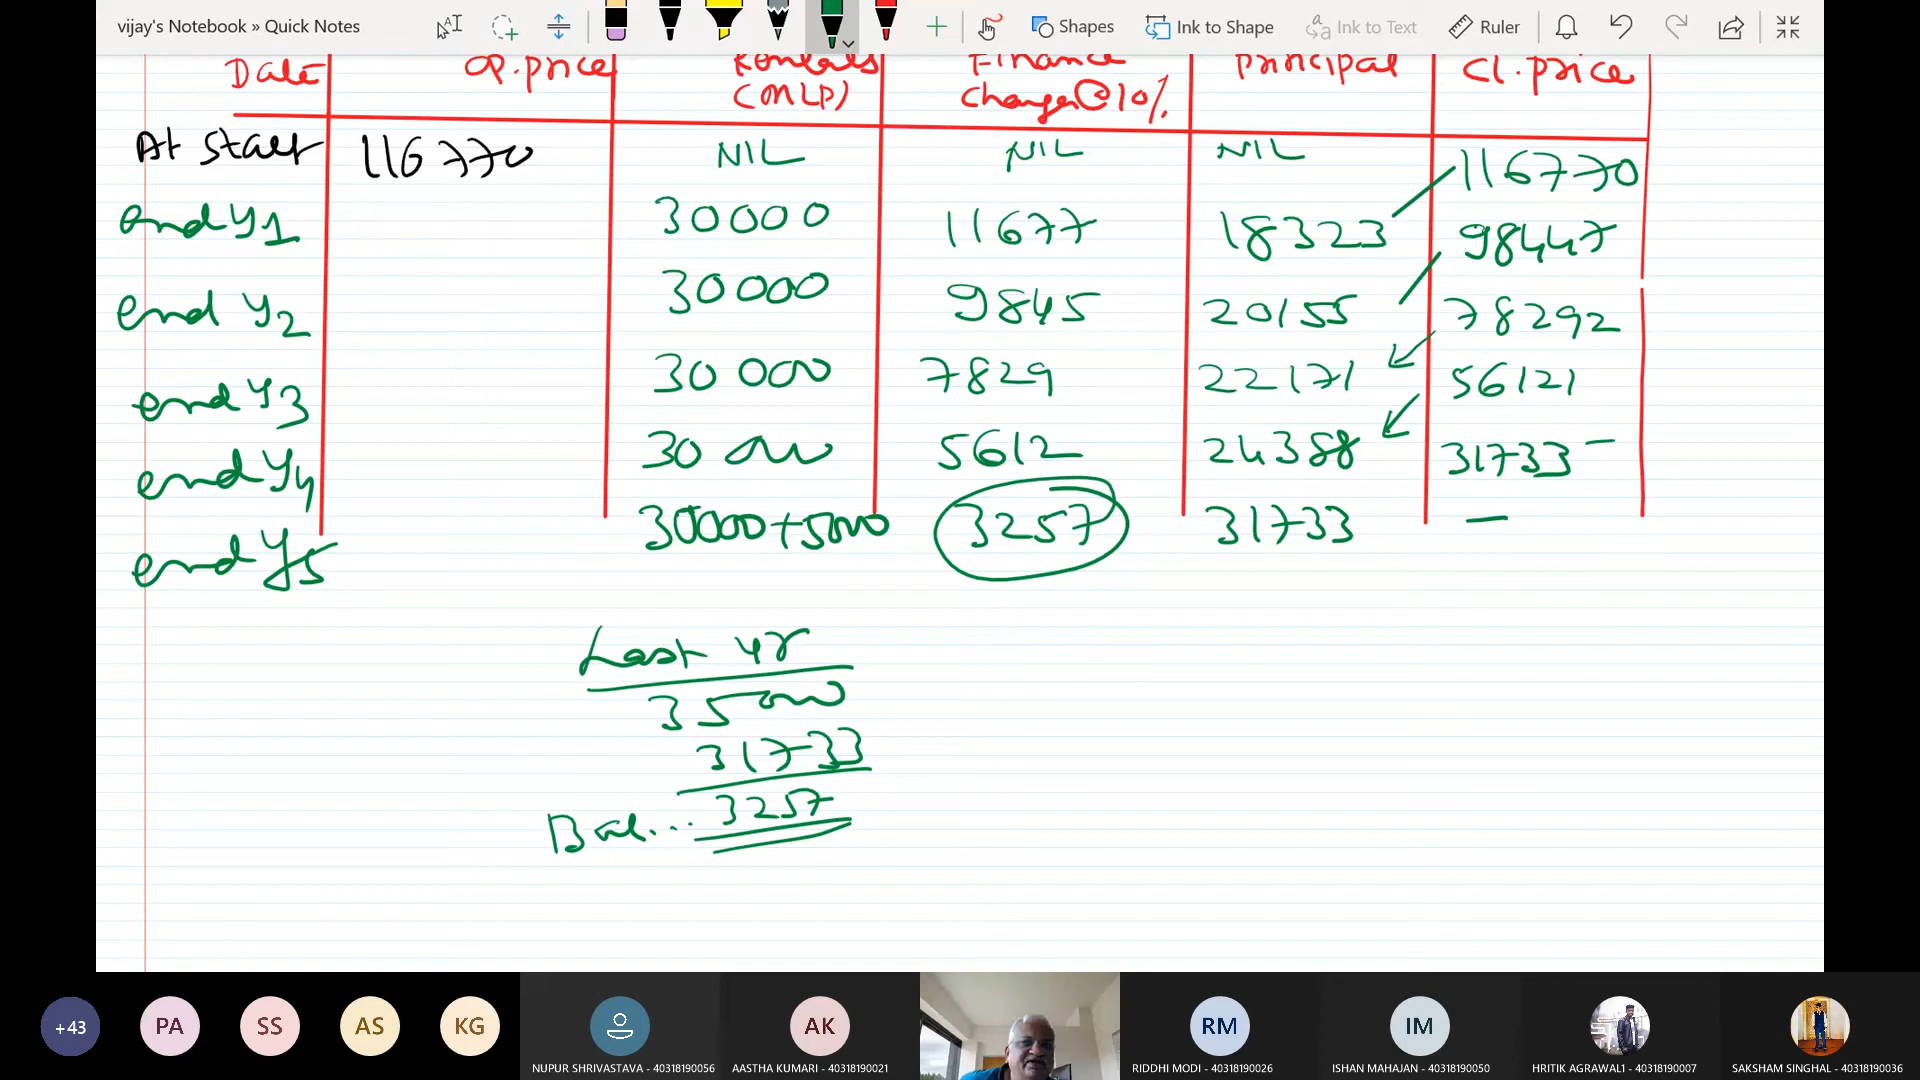 vijay's Notebook » Quick Notes
Shapes
Ink to Shape
Ink to Text
Ruler
Date op.price Rentals (MLP) Finance Charges@10% principal Cl.price
At Start 116770 NIL NIL NIL 116770
end Y1 30000 11677 18323 98447
end Y2 30000 9845 20155 78292
end Y3 30000 7829 22171 56121
end Y4 30000 5612 24388 31733 -
end Y5 30000+5000 3257 31733 -
Last yr
35000
31733
Bal... 3257
+43
PA
SS
AS
KG
NUPUR SHRIVASTAVA - 40318190056
AK
AASTHA KUMARI - 40318190021
RM
RIDDHI MODI - 40318190026
IM
ISHAN MAHAJAN - 40318190050
HRITIK AGRAWAL1 - 40318190007
SAKSHAM SINGHAL - 40318190036